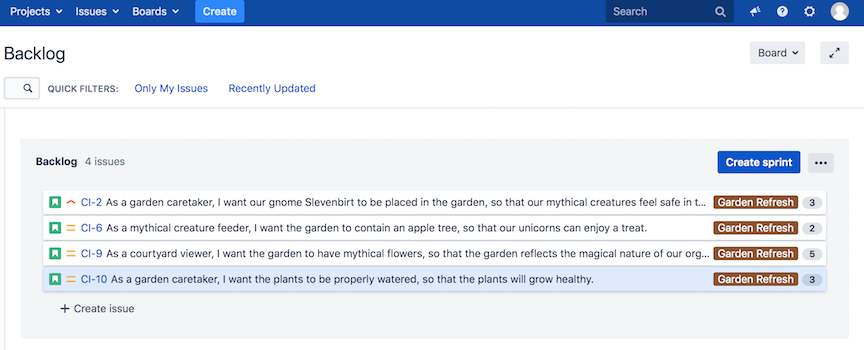 Projects Issues Boards Create Search
Backlog Board
QUICK FILTERS: Only My Issues Recently Updated
Backlog 4 issues Create sprint
CI-2 As a garden caretaker, I want our gnome Slevenbirt to be placed in the garden, so that our mythical creatures feel safe in t... Garden Refresh 3
CI-6 As a mythical creature feeder, I want the garden to contain an apple tree, so that our unicorns can enjoy a treat. Garden Refresh 2
CI-9 As a courtyard viewer, I want the garden to have mythical flowers, so that the garden reflects the magical nature of our org... Garden Refresh 5
CI-10 As a garden caretaker, I want the plants to be properly watered, so that the plants will grow healthy. Garden Refresh 3
+ Create issue